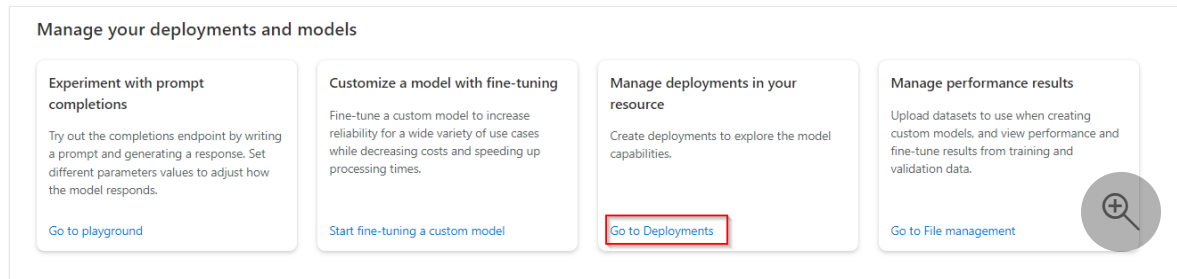 Manage your deployments and models
Experiment with prompt
completions
Try out the completions endpoint by writing
a prompt and generating a response. Set
different parameters values to adjust how
the model responds.
Go to playground
Customize a model with fine-tuning
Fine-tune a custom model to increase
reliability for a wide variety of use cases
while decreasing costs and speeding up
processing times.
Start fine-tuning a custom model
Manage deployments in your
resource
Create deployments to explore the model
capabilities.
Go to Deployments
Manage performance results
Upload datasets to use when creating
custom models, and view performance and
fine-tune results from training and
validation data.
Go to File management